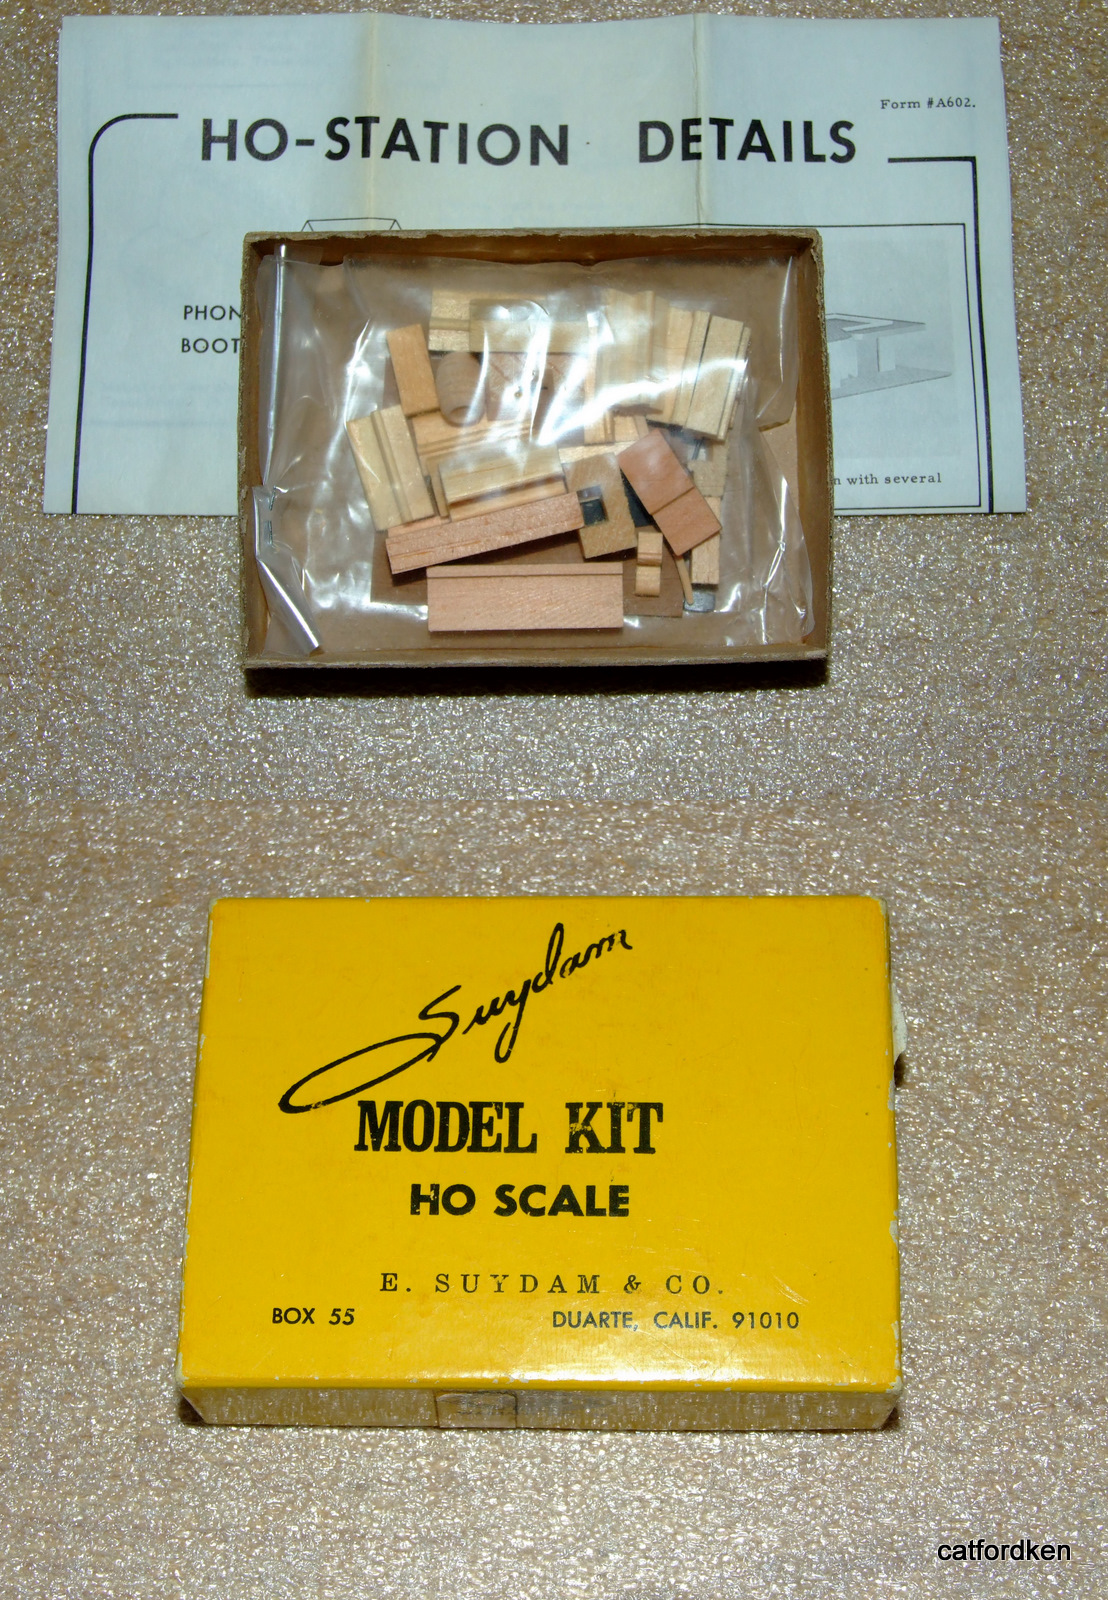 Form #A602.
HO-STATION DETAILS
PHON
BOOT
with several
Suydam
MODEL KIT
HO SCALE
E. SUYDAM & CO.
BOX 55 DUARTE, CALIF. 91010
catfordken